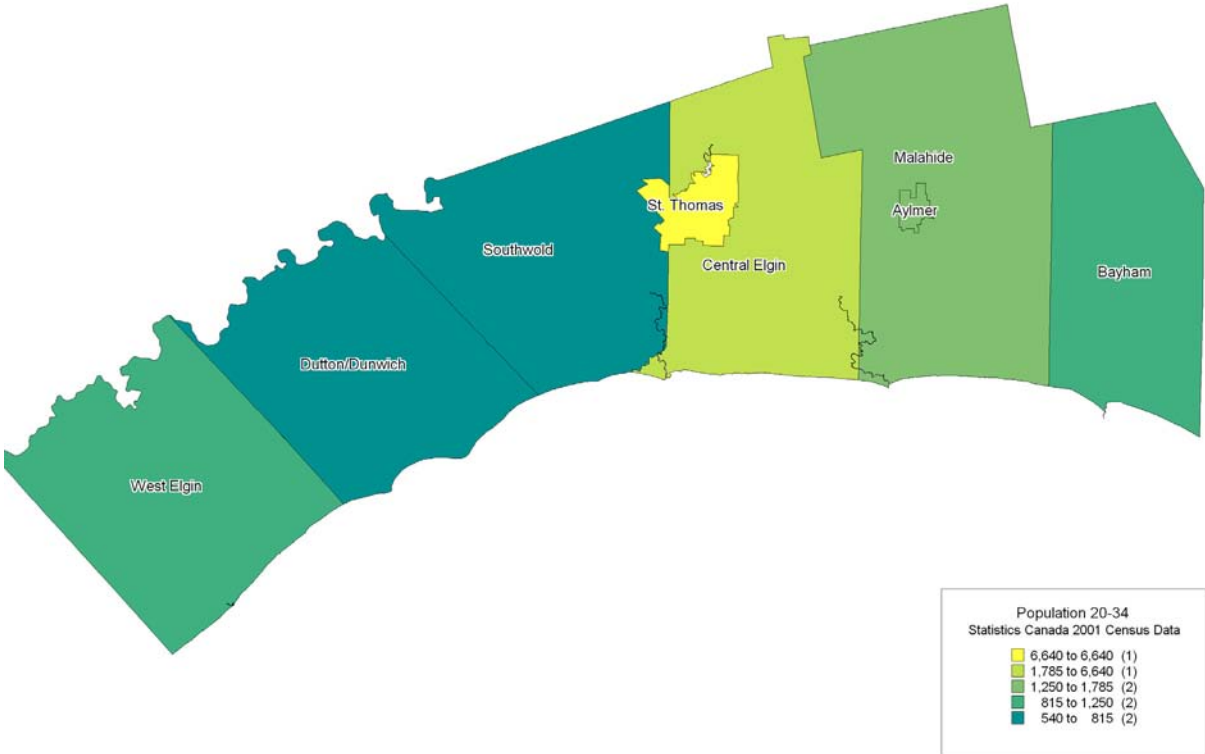 Malahide
St. Thomas
Aylmer
Southwold
Central Elgin
Bayham
Dutton/Dunwich
West Elgin
Population 20-34
Statistics Canada 2001 Census Data
6,640 to 6,640 (1)
1,785 to 6,640 (1)
1,250 to 1,785 (2)
815 to 1,250 (2)
540 to 815 (2)